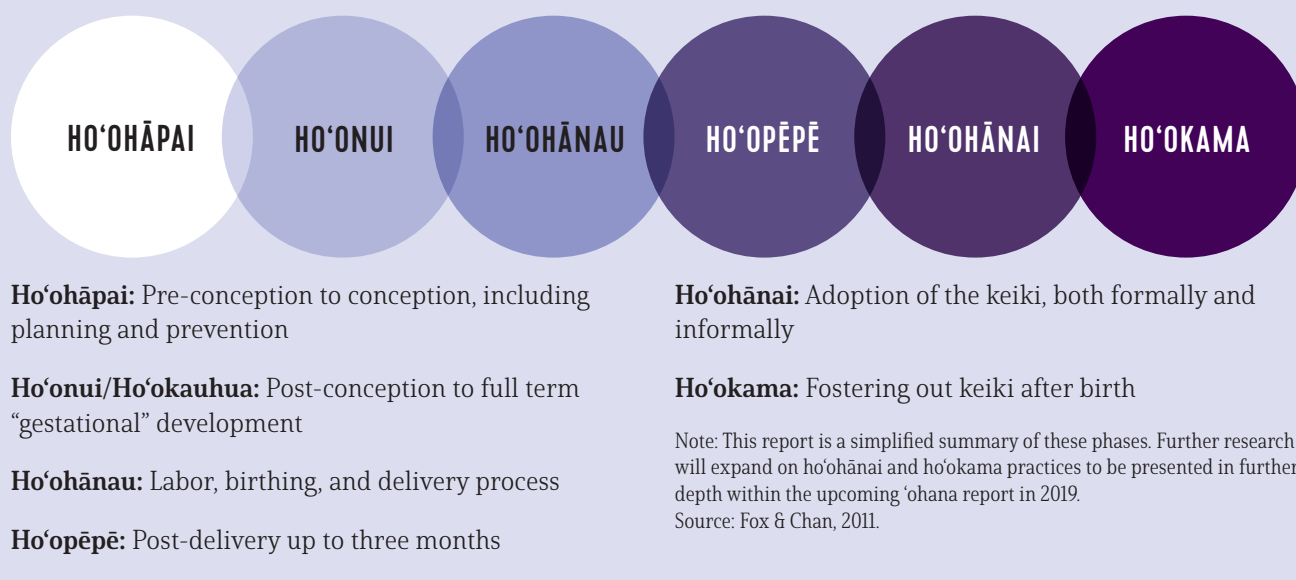 HOʻOHĀPAI
HOʻONUI
HOʻOHĀNAU
HOʻOPĒPĒ
HOʻOHĀNAI
HOʻOKAMA
Hoʻohāpai: Pre-conception to conception, including
planning and prevention
Hoʻonui/Hoʻokauhua: Post-conception to full term
“gestational” development
Hoʻohānau: Labor, birthing, and delivery process
Hoʻopēpē: Post-delivery up to three months
Hoʻohānai: Adoption of the keiki, both formally and
informally
Hoʻokama: Fostering out keiki after birth
Note: This report is a simplified summary of these phases. Further research
will expand on hoʻohānai and hoʻokama practices to be presented in further
depth within the upcoming ʻohana report in 2019.
Source: Fox & Chan, 2011.